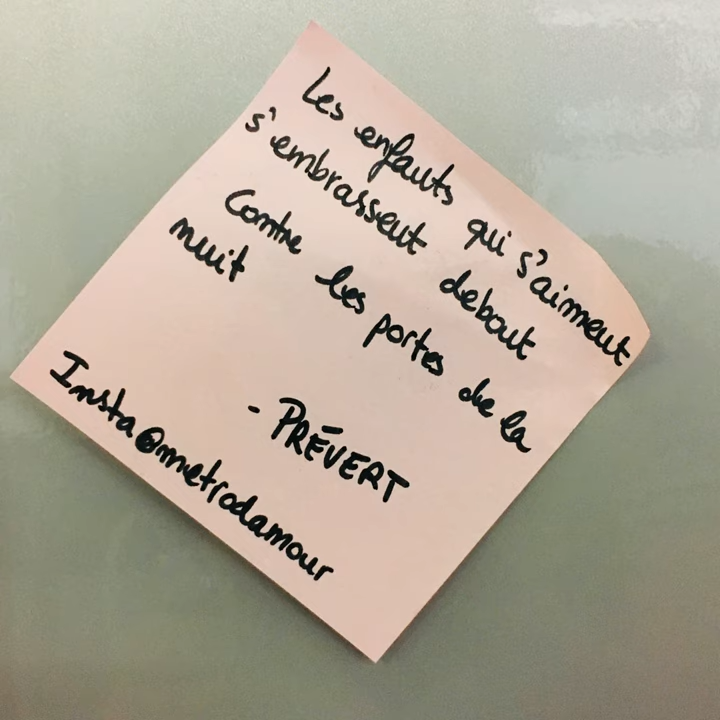 Les enfants qui s'aiment
s'embrassent debout
Contre les portes de la
nuit
- PRÉVERT
Insta@metrodamour